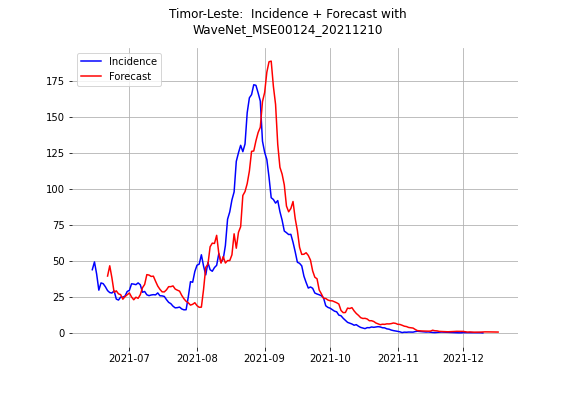 Timor-Leste:  Incidence + Forecast with
WaveNet_MSE00124_20211210
Incidence
Forecast
175
150
125
100
75
50
25
0
2021-07 2021-08 2021-09 2021-10 2021-11 2021-12